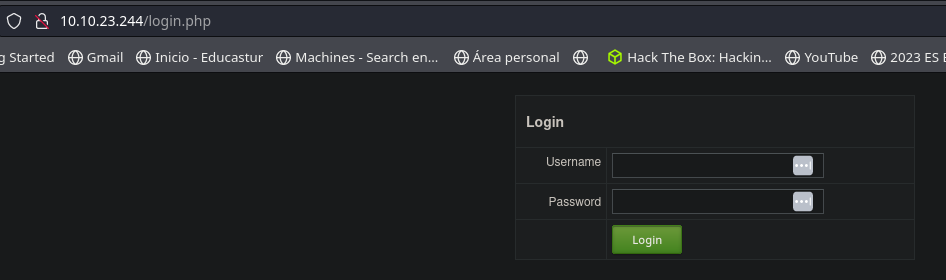 10.10.23.244/login.php
g Started Gmail Inicio - Educastur Machines - Search en... Área personal Hack The Box: Hackin... YouTube 2023 ES E
Login
Username
Password
Login